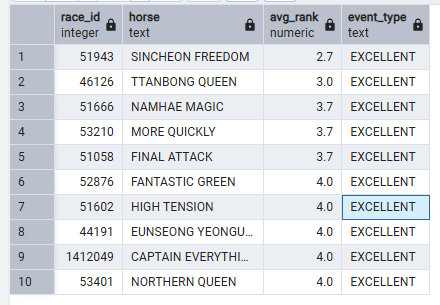 race_id horse avg_rank event_type
integer text numeric text
1 51943 SINCHEON FREEDOM 2.7 EXCELLENT
2 46126 TTANBONG QUEEN 3.0 EXCELLENT
3 51666 NAMHAE MAGIC 3.7 EXCELLENT
4 53210 MORE QUICKLY 3.7 EXCELLENT
5 51058 FINAL ATTACK 3.7 EXCELLENT
6 52876 FANTASTIC GREEN 4.0 EXCELLENT
7 51602 HIGH TENSION 4.0 EXCELLENT
8 44191 EUNSEONG YEONGU... 4.0 EXCELLENT
9 1412049 CAPTAIN EVERYTHI... 4.0 EXCELLENT
10 53401 NORTHERN QUEEN 4.0 EXCELLENT